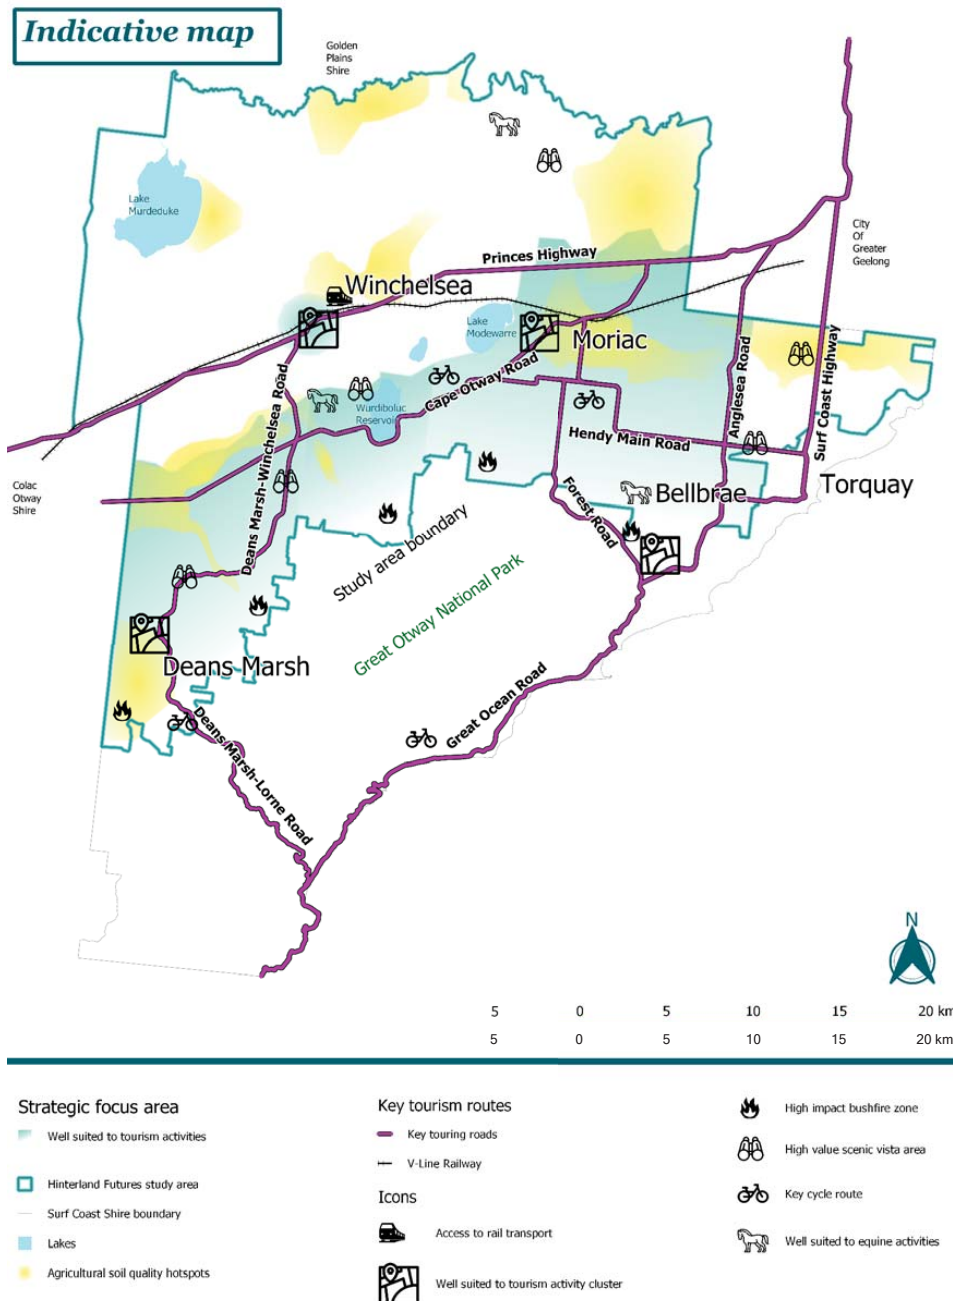 Indicative map
Golden
Plains
Shire
Lake
Murdeduke
City
Of
Greater
Geelong
Princes Highway
Winchelsea
Lake
Modewarre
Moriac
Cape Otway Road
Anglesea Road
Surf Coast Highway
Deans Marsh-Winchelsea Road
Wurdiboluc
Reservoir
Hendy Main Road
Colac
Otway
Shire
Forest Road
Bellbrae
Torquay
Study area boundary
Great Otway National Park
Deans Marsh
Deans Marsh-Lorne Road
Great Ocean Road
N
5 0 5 10 15 20 km
5 0 5 10 15 20 km
Strategic focus area
Well suited to tourism activities
Hinterland Futures study area
Surf Coast Shire boundary
Lakes
Agricultural soil quality hotspots
Key tourism routes
Key touring roads
V-Line Railway
Icons
Access to rail transport
Well suited to tourism activity cluster
High impact bushfire zone
High value scenic vista area
Key cycle route
Well suited to equine activities